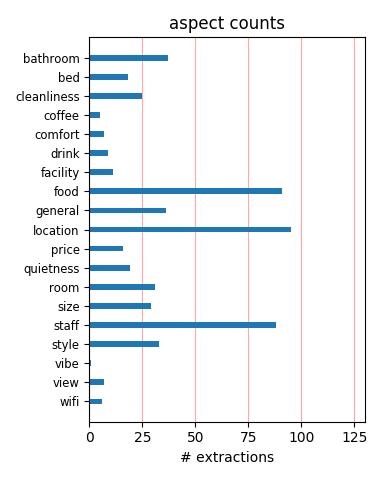 aspect counts
bathroom
bed
cleanliness
coffee
comfort
drink
facility
food
general
location
price
quietness
room
size
staff
style
vibe
view
wifi
0 25 50 75 100 125
# extractions